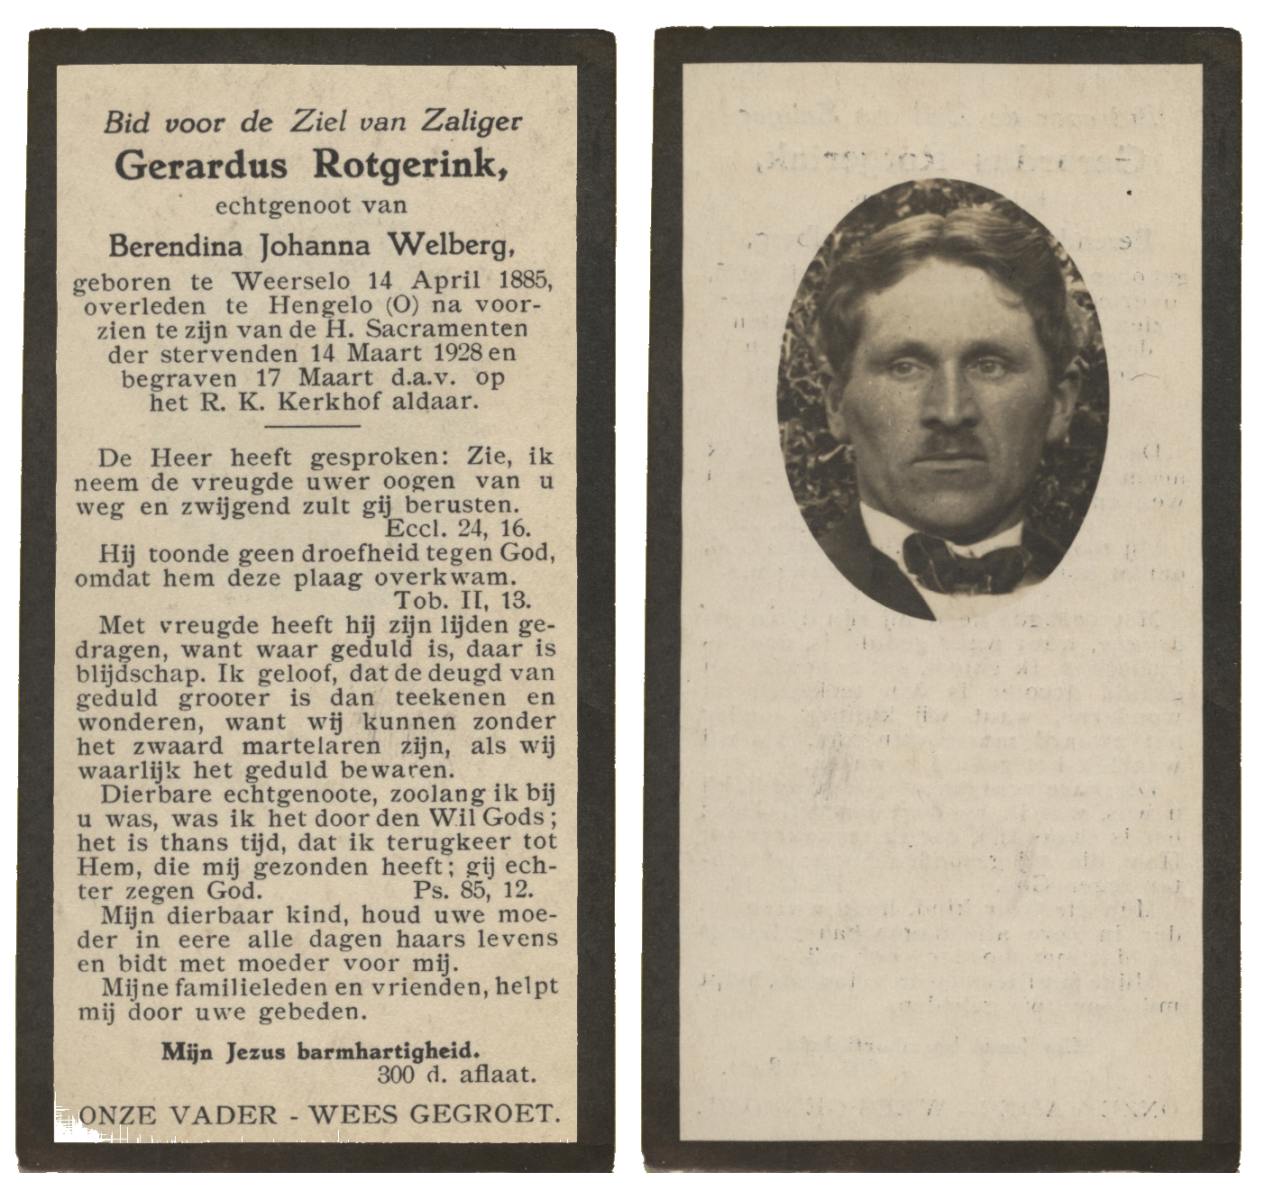 Bid voor de Ziel van Zaliger
Gerardus Rotgerink,
echtgenoot van
Berendina Johanna Welberg,
geboren te Weerselo 14 April 1885,
overleden te Hengelo (O) na voor-
zien te zijn van de H. Sacramenten
der stervenden 14 Maart 1928 en
begraven 17 Maart d.a.v. op
het R. K. Kerkhof aldaar.
De Heer heeft gesproken: Zie, ik
neem de vreugde uwer oogen van u
weg en zwijgend zult gij berusten.
Eccl. 24, 16.
Hij toonde geen droefheid tegen God,
omdat hem deze plaag overkwam.
Tob. II, 13.
Met vreugde heeft hij zijn lijden ge-
dragen, want waar geduld is, daar is
blijdschap. Ik geloof, dat de deugd van
geduld grooter is dan teekenen en
wonderen, want wij kunnen zonder
het zwaard martelaren zijn, als wij
waarlijk het geduld bewaren.
Dierbare echtgenoote, zoolang ik bij
u was, was ik het door den Wil Gods;
het is thans tijd, dat ik terugkeer tot
Hem, die mij gezonden heeft; gij ech-
ter zegen God. Ps. 85, 12.
Mijn dierbaar kind, houd uwe moe-
der in eere alle dagen haars levens
en bidt met moeder voor mij.
Mijne familieleden en vrienden, helpt
mij door uwe gebeden.
Mijn Jezus barmhartigheid.
300 d. aflaat.
ONZE VADER - WEES GEGROET.